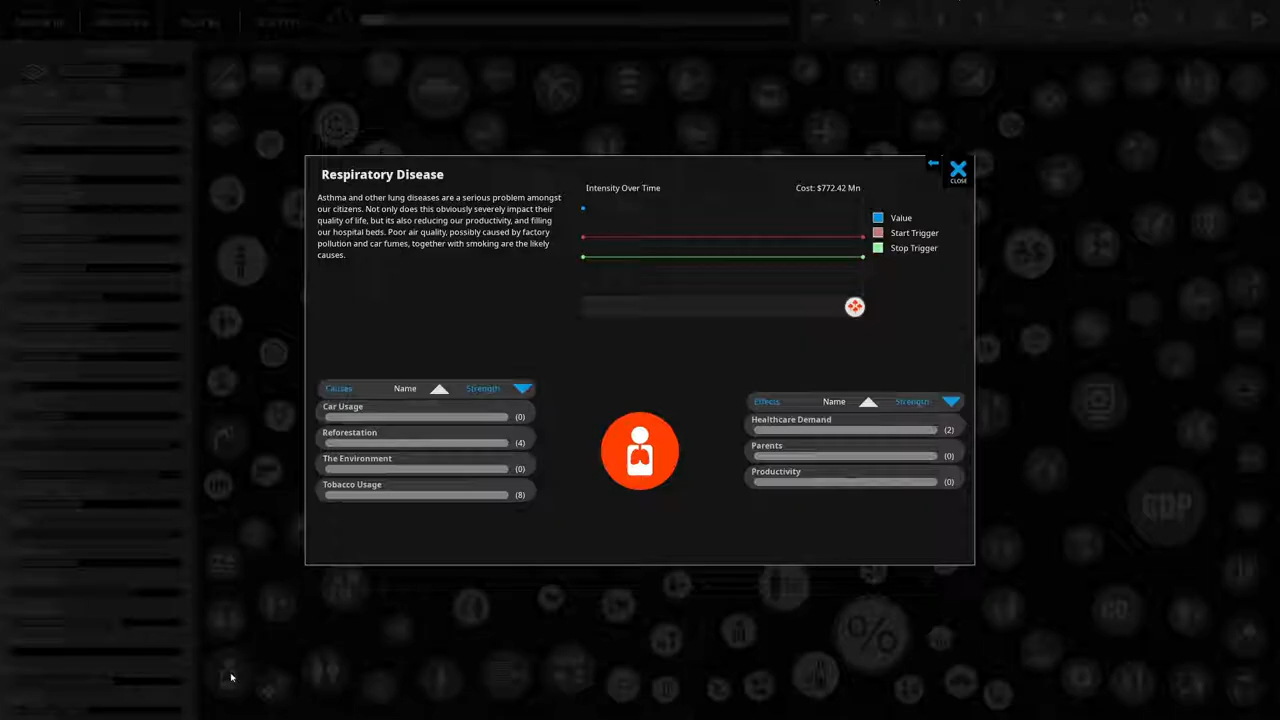 Respiratory Disease
CLOSE
Asthma and other lung diseases are a serious problem amongst
our citizens. Not only does this obviously severely impact their
quality of life, but its also reducing our productivity, and filling
our hospital beds. Poor air quality, possibly caused by factory
pollution and car fumes, together with smoking are the likely
causes.
Intensity Over Time
Cost: $772.42 Mn
Value
Start Trigger
Stop Trigger
Causes Name Strength
Car Usage
(0)
Reforestation
(4)
The Environment
(0)
Tobacco Usage
(8)
Effects Name Strength
Healthcare Demand
(2)
Parents
(0)
Productivity
(0)
GDP